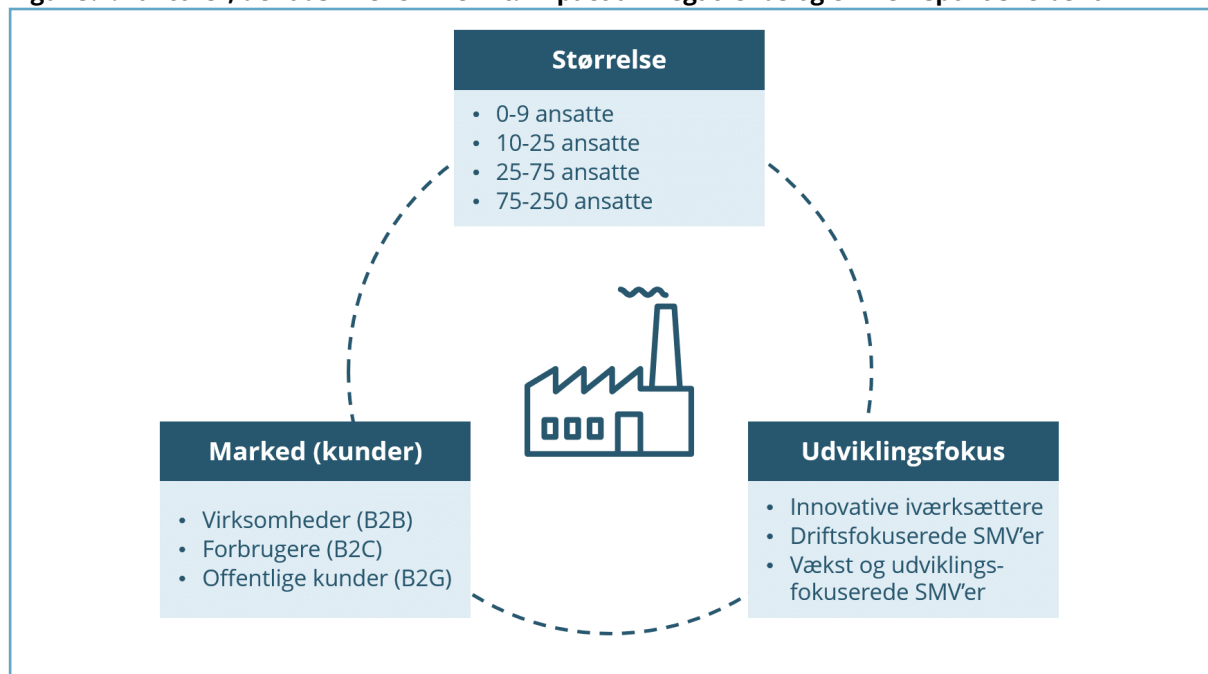 Størrelse
• 0-9 ansatte
• 10-25 ansatte
• 25-75 ansatte
• 75-250 ansatte
Marked (kunder)
• Virksomheder (B2B)
• Forbrugere (B2C)
• Offentlige kunder (B2G)
Udviklingsfokus
• Innovative iværksættere
• Driftsfokuserede SMV’er
• Vækst og udviklings-
fokuserede SMV’er